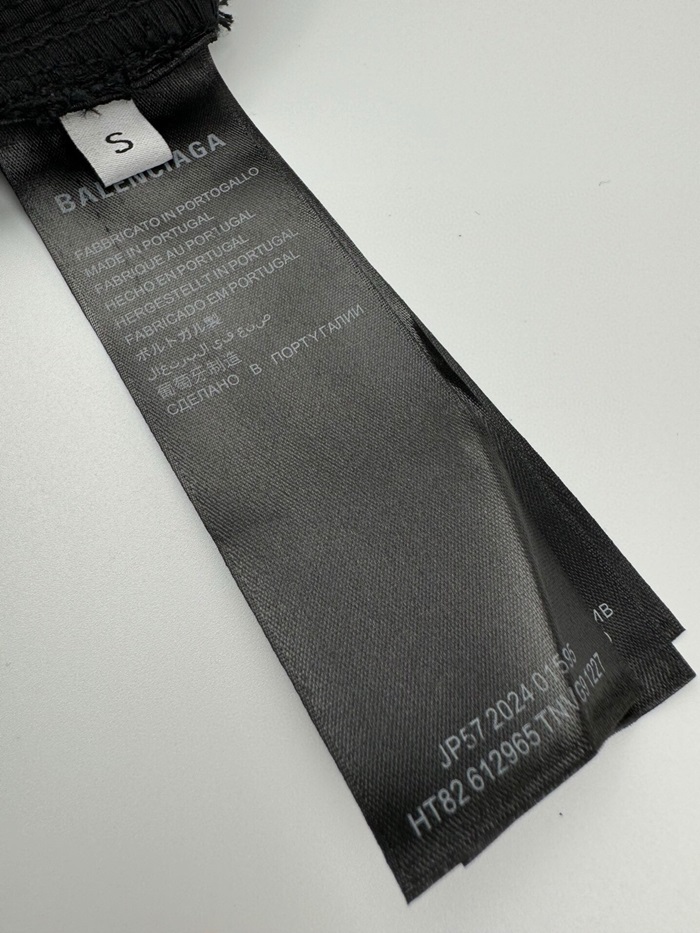 S
BALENCIAGA
FABBRICATO IN PORTOGALLO
MADE IN PORTUGAL
FABRIQUE AU PORTUGAL
HECHO EN PORTUGAL
HERGESTELLT IN PORTUGAL
FABRICADO EM PORTUGAL
ポルトガル製
صنع في البرتغال
葡萄牙制造
СДЕЛАНО В ПОРТУГАЛИИ
JP57 2024 01
HT82 612965